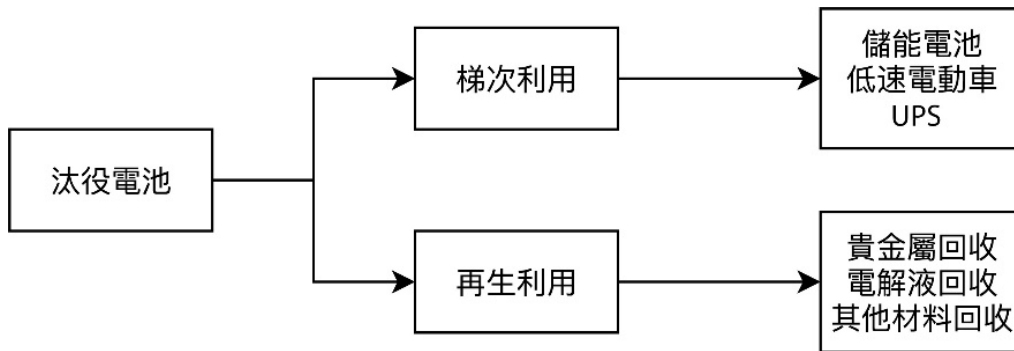 汰役電池
梯次利用
儲能電池
低速電動車
UPS
再生利用
貴金屬回收
電解液回收
其他材料回收